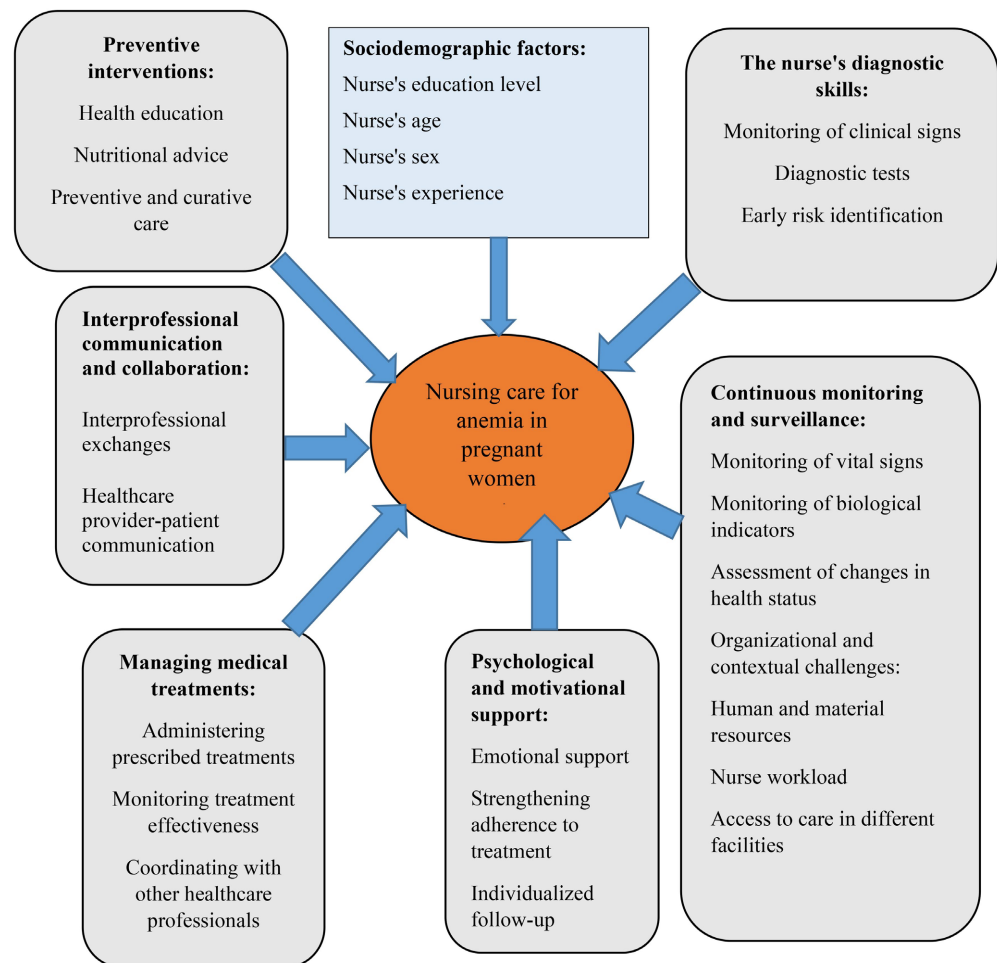 Preventive
interventions:
Health education
Nutritional advice
Preventive and curative
care
Sociodemographic factors:
Nurse's education level
Nurse's age
Nurse's sex
Nurse's experience
The nurse's diagnostic
skills:
Monitoring of clinical signs
Diagnostic tests
Early risk identification
Interprofessional
communication
and collaboration:
Interprofessional
exchanges
Healthcare
provider-patient
communication
Nursing care for
anemia in
pregnant
women
.
Continuous monitoring
and surveillance:
Monitoring of vital signs
Monitoring of biological
indicators
Assessment of changes in
health status
Organizational and
contextual challenges:
Human and material
resources
Nurse workload
Access to care in different
facilities
Managing medical
treatments:
Administering
prescribed treatments
Monitoring treatment
effectiveness
Coordinating with
other healthcare
professionals
Psychological
and motivational
support:
Emotional support
Strengthening
adherence to
treatment
Individualized
follow-up